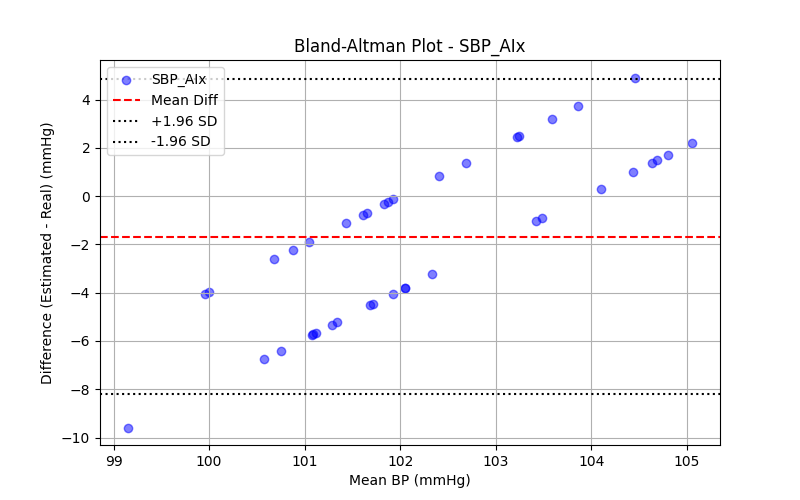 Bland-Altman Plot - SBP_AIx
SBP_AIx
Mean Diff
+1.96 SD
-1.96 SD
4
2
0
−2
−4
−6
−8
−10
Difference (Estimated - Real) (mmHg)
99 100 101 102 103 104 105
Mean BP (mmHg)